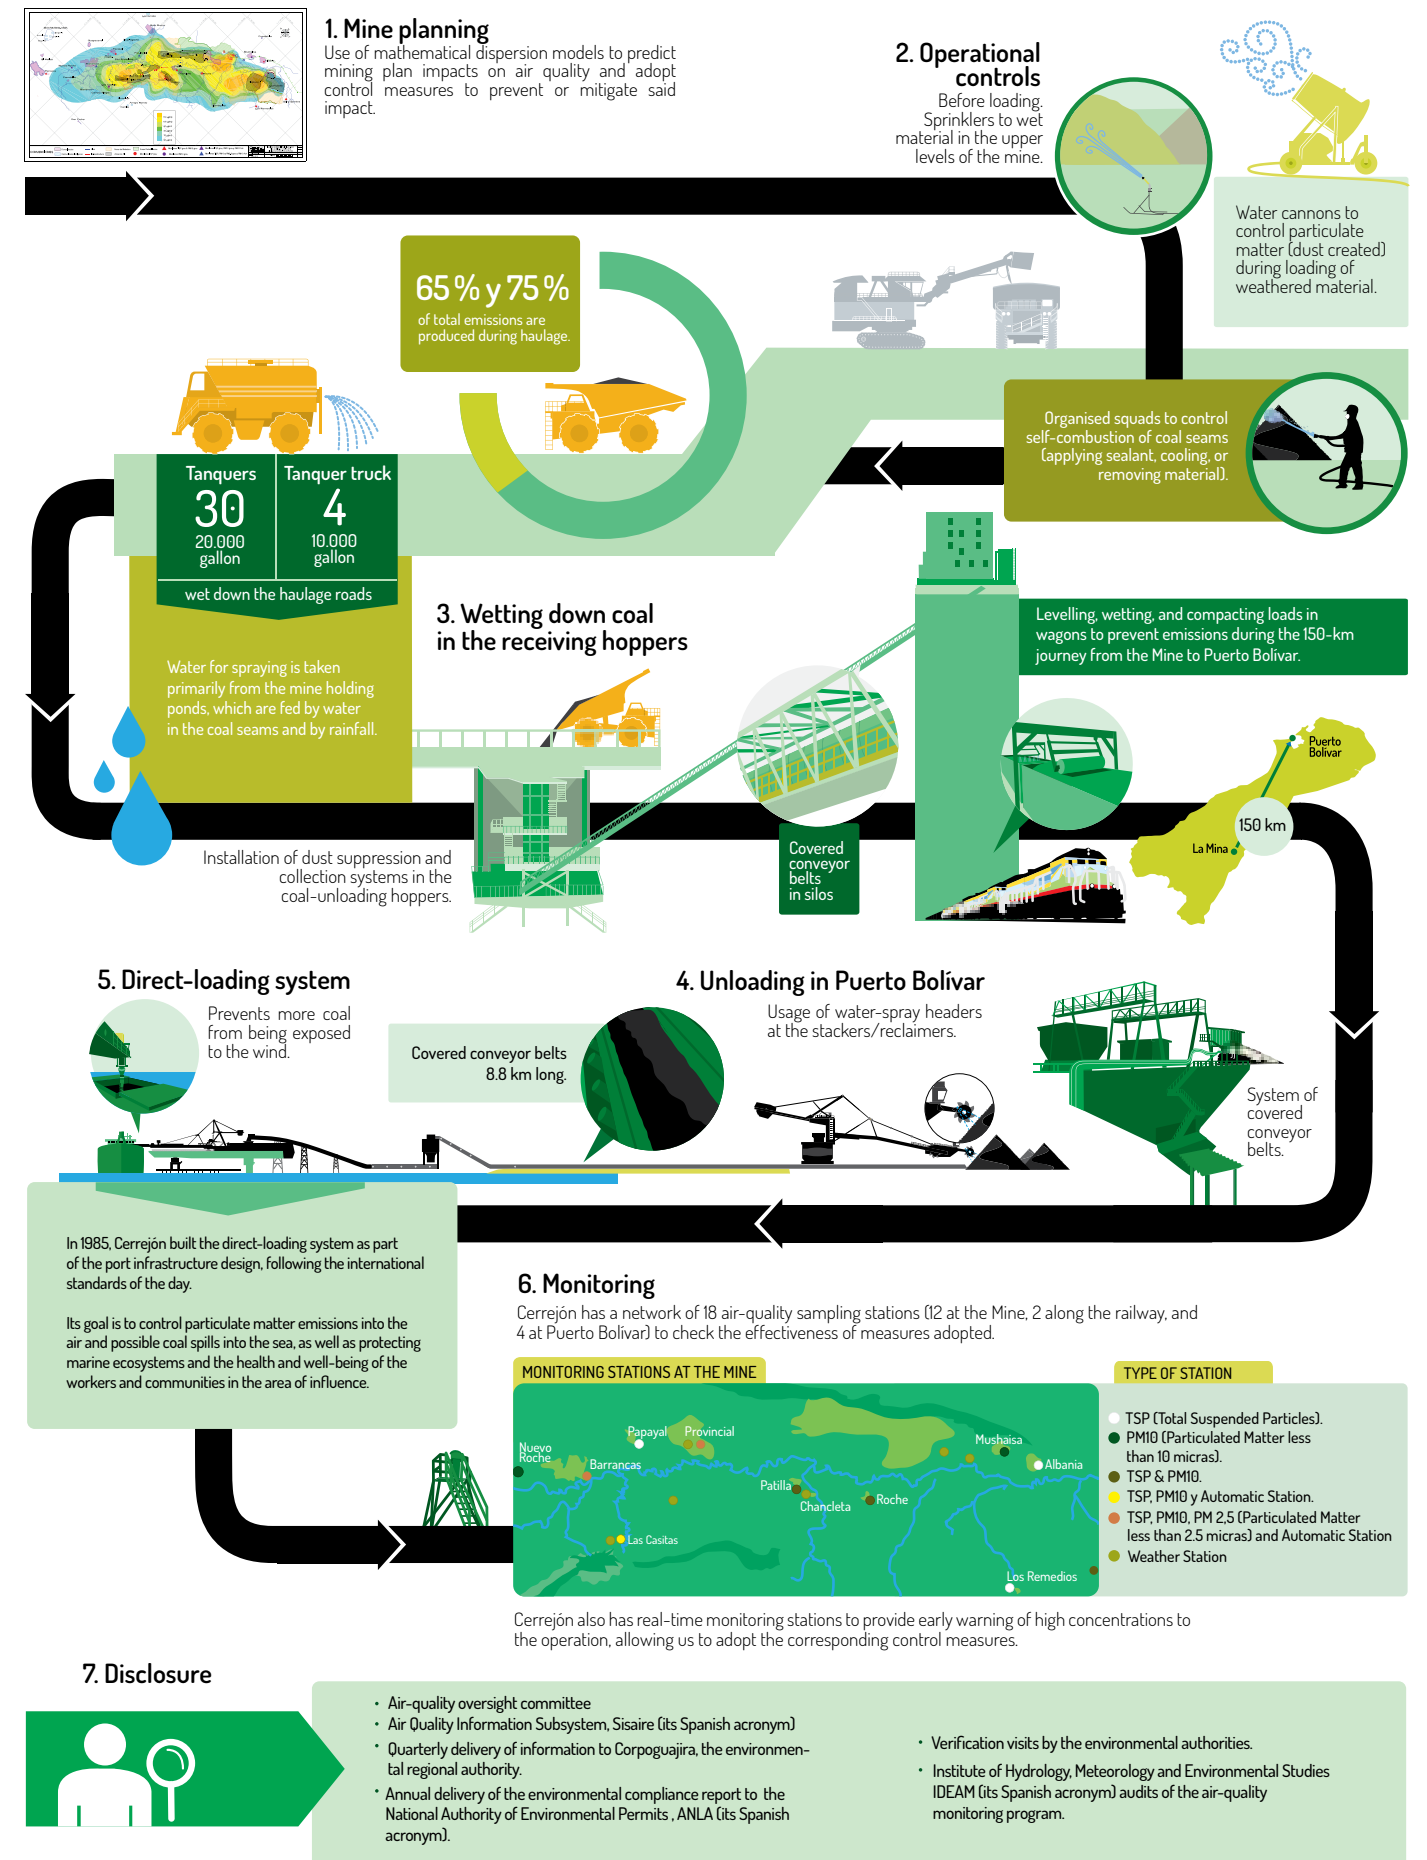 1. Mine planning
Use of mathematical dispersion models to predict
mining plan impacts on air quality and adopt
control measures to prevent or mitigate said
impact.
2. Operational
controls
Before loading.
Sprinklers to wet
material in the upper
levels of the mine.
Water cannons to
control particulate
matter (dust created)
during loading of
weathered material.
65 % y 75 %
of total emissions are
produced during haulage.
Organised squads to control
self-combustion of coal seams
(applying sealant, cooling, or
removing material).
Tanquers
30
20.000
gallon
Tanquer truck
4
10.000
gallon
wet down the haulage roads
Water for spraying is taken
primarily from the mine holding
ponds, which are fed by water
in the coal seams and by rainfall.
3. Wetting down coal
in the receiving hoppers
Installation of dust suppression and
collection systems in the
coal-unloading hoppers.
Covered
conveyor
belts
in silos
Levelling, wetting, and compacting loads in
wagons to prevent emissions during the 150-km
journey from the Mine to Puerto Bolívar.
Puerto
Bolívar
150 km
La Mina
5. Direct-loading system
Prevents more coal
from being exposed
to the wind.
Covered conveyor belts
8.8 km long.
4. Unloading in Puerto Bolívar
Usage of water-spray headers
at the stackers/reclaimers.
System of
covered
conveyor
belts.
In 1985, Cerrejón built the direct-loading system as part
of the port infrastructure design, following the international
standards of the day.
Its goal is to control particulate matter emissions into the
air and possible coal spills into the sea, as well as protecting
marine ecosystems and the health and well-being of the
workers and communities in the area of influence.
6. Monitoring
Cerrejón has a network of 18 air-quality sampling stations (12 at the Mine, 2 along the railway, and
4 at Puerto Bolívar) to check the effectiveness of measures adopted.
MONITORING STATIONS AT THE MINE
Nuevo
Roche
Papayal
Provincial
Barrancas
Mushaisa
Albania
Patilla
Chancleta
Roche
Las Casitas
Los Remedios
TYPE OF STATION
TSP (Total Suspended Particles).
PM10 (Particulated Matter less
than 10 micras).
TSP & PM10.
TSP, PM10 y Automatic Station.
TSP, PM10, PM 2,5 (Particulated Matter
less than 2.5 micras) and Automatic Station
Weather Station
Cerrejón also has real-time monitoring stations to provide early warning of high concentrations to
the operation, allowing us to adopt the corresponding control measures.
7. Disclosure
• Air-quality oversight committee
• Air Quality Information Subsystem, Sisaire (its Spanish acronym)
• Quarterly delivery of information to Corpoguajira, the environmen-
tal regional authority.
• Annual delivery of the environmental compliance report to the
National Authority of Environmental Permits , ANLA (its Spanish
acronym).
• Verification visits by the environmental authorities.
• Institute of Hydrology, Meteorology and Environmental Studies
IDEAM (its Spanish acronym) audits of the air-quality
monitoring program.